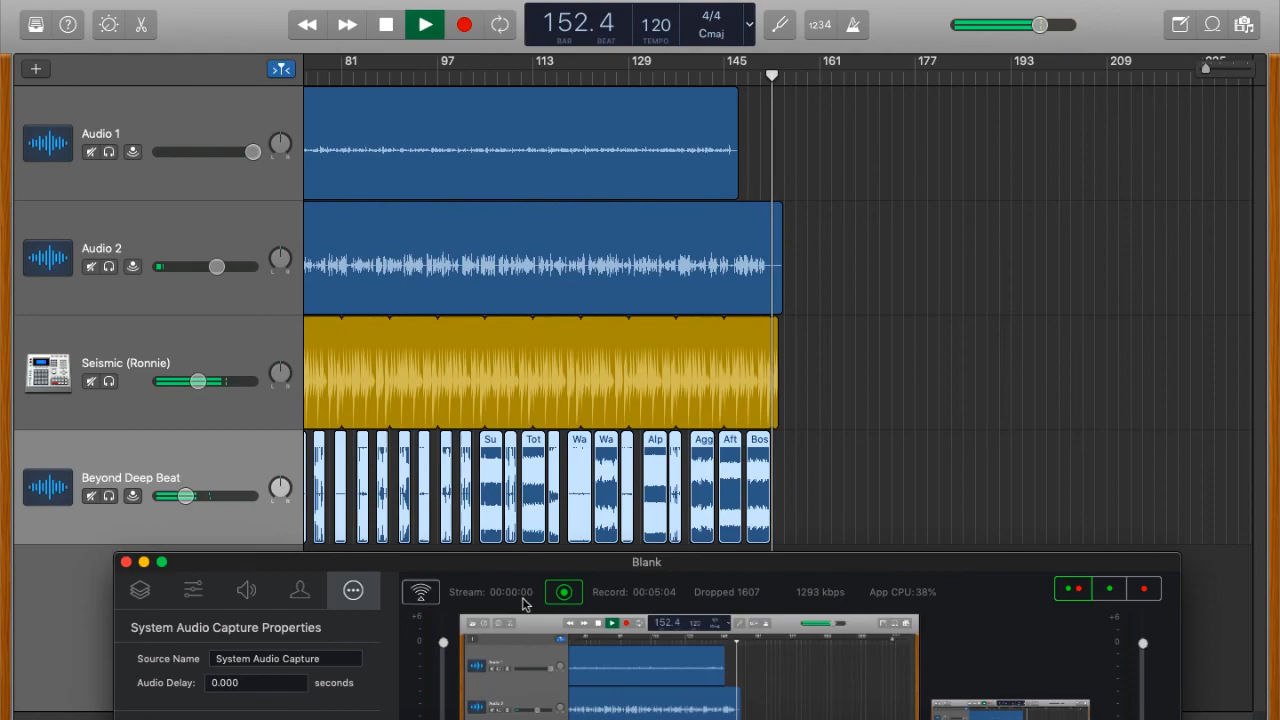 152.4
120
4/4
Cmaj
BAR BEAT
TEMPO
1234
81 97 113 129 145 161 177 193 209
Audio 1
L R
Audio 2
L R
Seismic (Ronnie)
L R
Su Tot Wa Wa Alp Agg Aft Bos
Beyond Deep Beat
L R
Blank
Stream: 00:00:00 Record: 00:05:04 Dropped 1607 1293 kbps App CPU:38%
+6 +6
152.4
System Audio Capture Properties
0 0
Source Name System Audio Capture
Audio Delay: 0.000 seconds